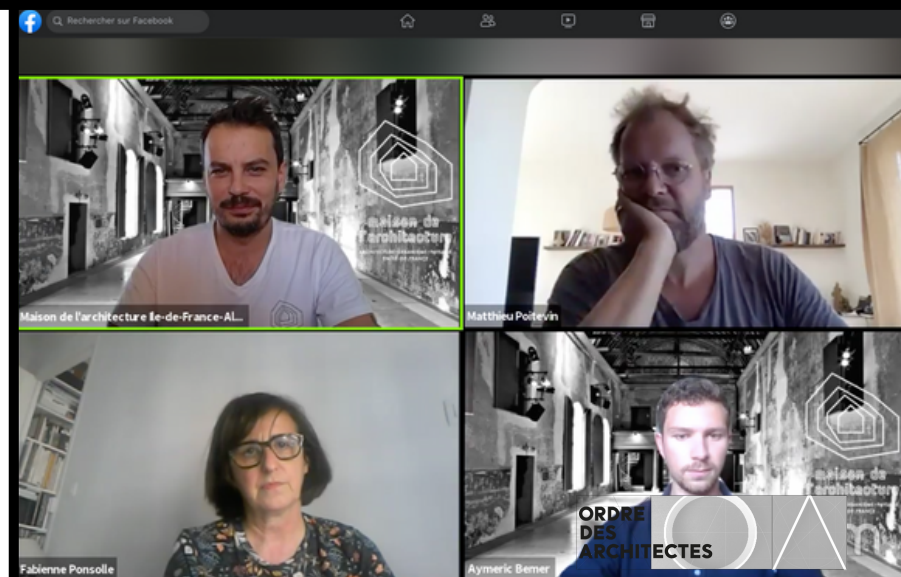 Rechercher sur Facebook
maison de
l'architecture
Maison de l'architecture Ile-de-France-Al...
Matthieu Poitevin
maison de
l'architecture
Fabienne Ponsolle
Aymeric Bemer
ORDRE
DES
ARCHITECTES